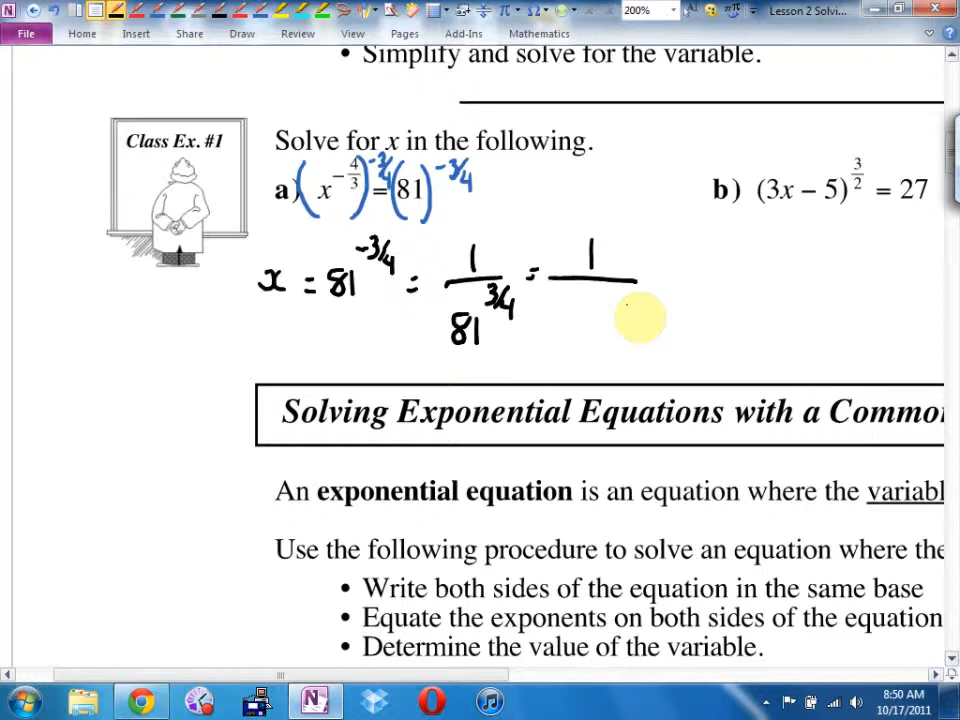 200%
Lesson 2 Solvi...
File Home Insert Share Draw Review View Pages Add-Ins Mathematics
• Simplify and solve for the variable.
Class Ex. #1
Solve for x in the following.
a) (x^{-4/3})^{-3/4} = (81)^{-3/4}
b) (3x − 5)^{3/2} = 27
x = 81^{-3/4} = 1/81^{3/4} = 1/
Solving Exponential Equations with a Common
An exponential equation is an equation where the variabl
Use the following procedure to solve an equation where the
• Write both sides of the equation in the same base
• Equate the exponents on both sides of the equation
• Determine the value of the variable.
8:50 AM
10/17/2011